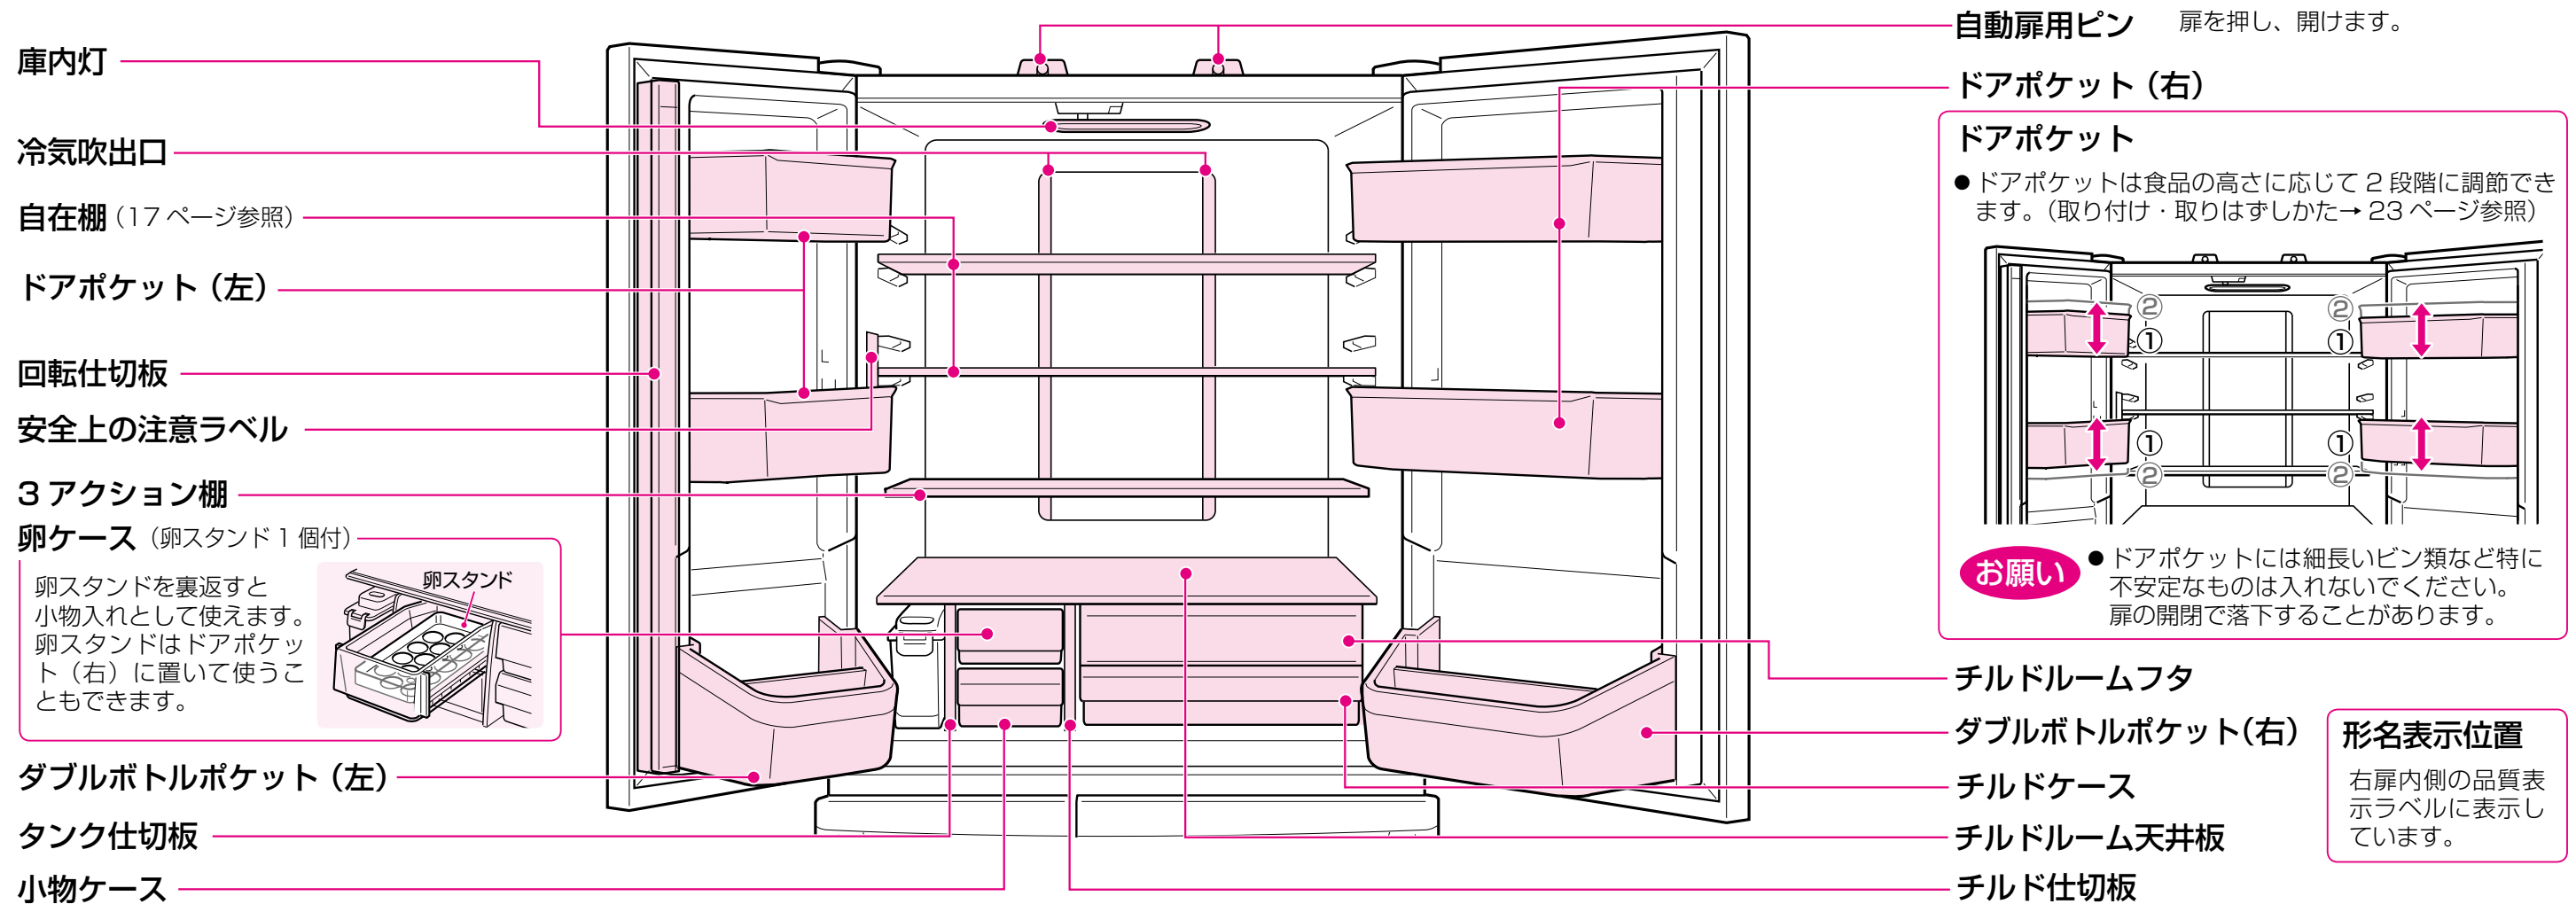 庫内灯
冷気吹出口
自在棚（17 ページ参照）
ドアポケット（左）
回転仕切板
安全上の注意ラベル
3 アクション棚
卵ケース（卵スタンド 1 個付）
卵スタンドを裏返すと
小物入れとして使えます。
卵スタンドはドアポケッ
ト（右）に置いて使うこ
ともできます。
卵スタンド
ダブルボトルポケット（左）
タンク仕切板
小物ケース
自動扉用ピン　扉を押し、開けます。
ドアポケット（右）
ドアポケット
●ドアポケットは食品の高さに応じて 2 段階に調節でき
ます。（取り付け・取りはずしかた→ 23 ページ参照）
② ②
① ①
① ①
② ②
お願い
●ドアポケットには細長いビン類など特に
不安定なものは入れないでください。
扉の開閉で落下することがあります。
チルドルームフタ
ダブルボトルポケット（右）
チルドケース
チルドルーム天井板
チルド仕切板
形名表示位置
右扉内側の品質表
示ラベルに表示し
ています。